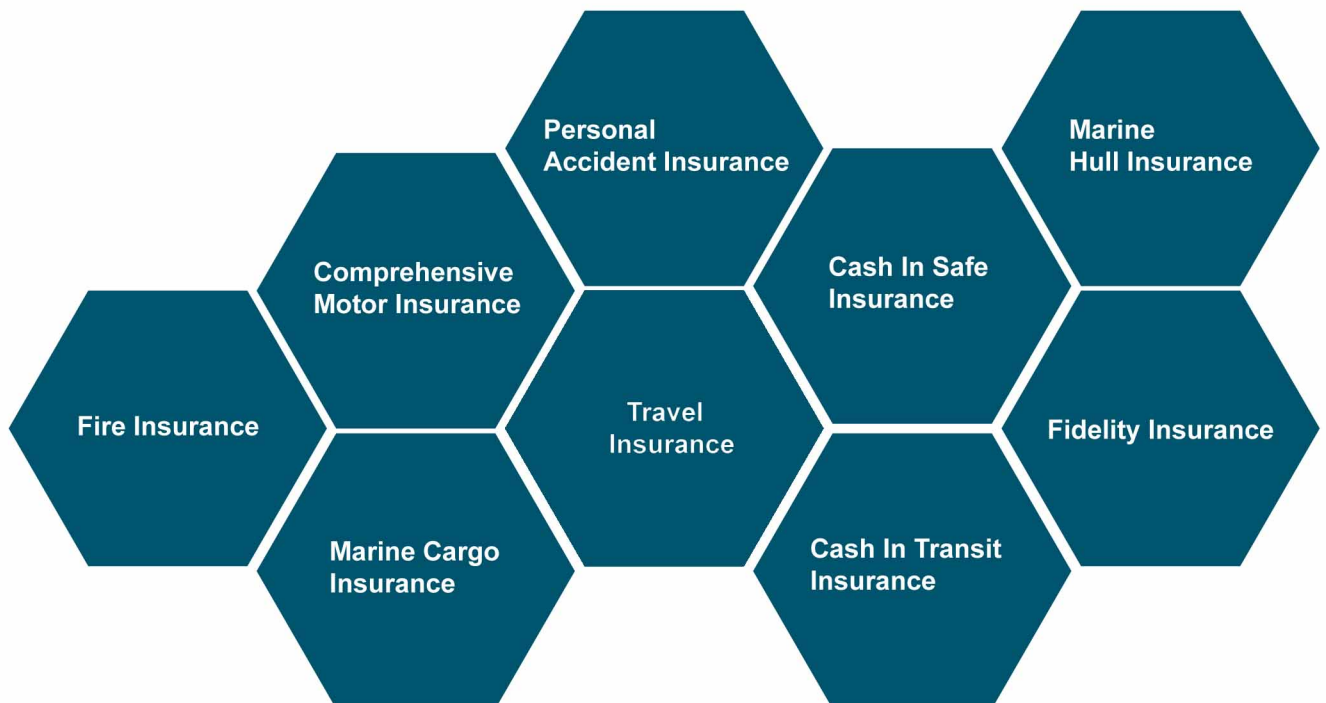 Personal
Accident Insurance
Marine
Hull Insurance
Comprehensive
Motor Insurance
Cash In Safe
Insurance
Fire Insurance
Travel
Insurance
Fidelity Insurance
Marine Cargo
Insurance
Cash In Transit
Insurance